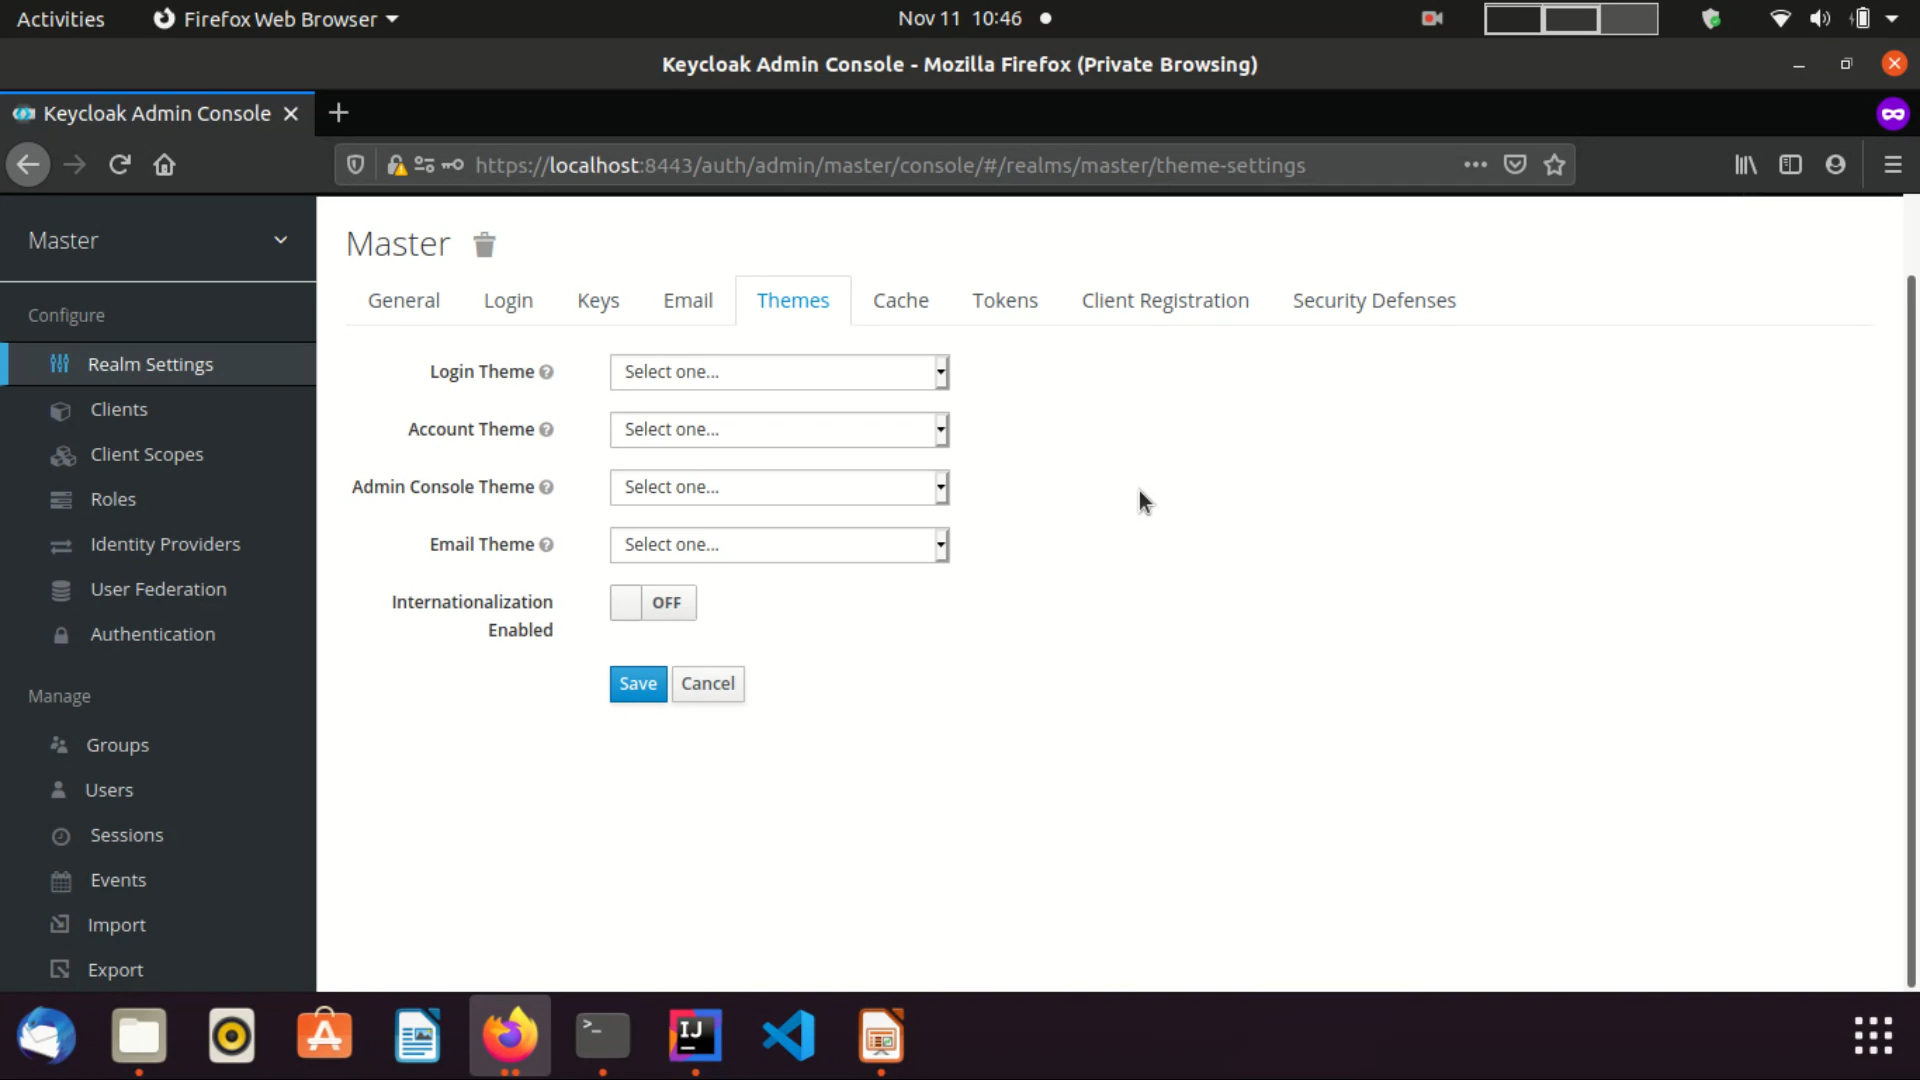 Activities
Firefox Web Browser
Nov 11 10:46
Keycloak Admin Console - Mozilla Firefox (Private Browsing)
Keycloak Admin Console
https://localhost:8443/auth/admin/master/console/#/realms/master/theme-settings
Master
Configure
Realm Settings
Clients
Client Scopes
Roles
Identity Providers
User Federation
Authentication
Manage
Groups
Users
Sessions
Events
Import
Export
Master
General Login Keys Email Themes Cache Tokens Client Registration Security Defenses
Login Theme Select one...
Account Theme Select one...
Admin Console Theme Select one...
Email Theme Select one...
Internationalization
Enabled
OFF
Save Cancel
>_
IJ